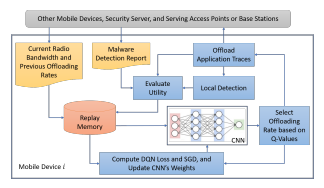 Other Mobile Devices, Security Server, and Serving Access Points or Base Stations
Current Radio
Bandwidth and
Previous Offloading
Rates
Malware
Detection Report
Offload
Application Traces
Evaluate
Utility
Local Detection
Replay
Memory
CNN
Select
Offloading
Rate based on
Q-Values
Compute DQN Loss and SGD, and
Update CNN's Weights
Mobile Device i